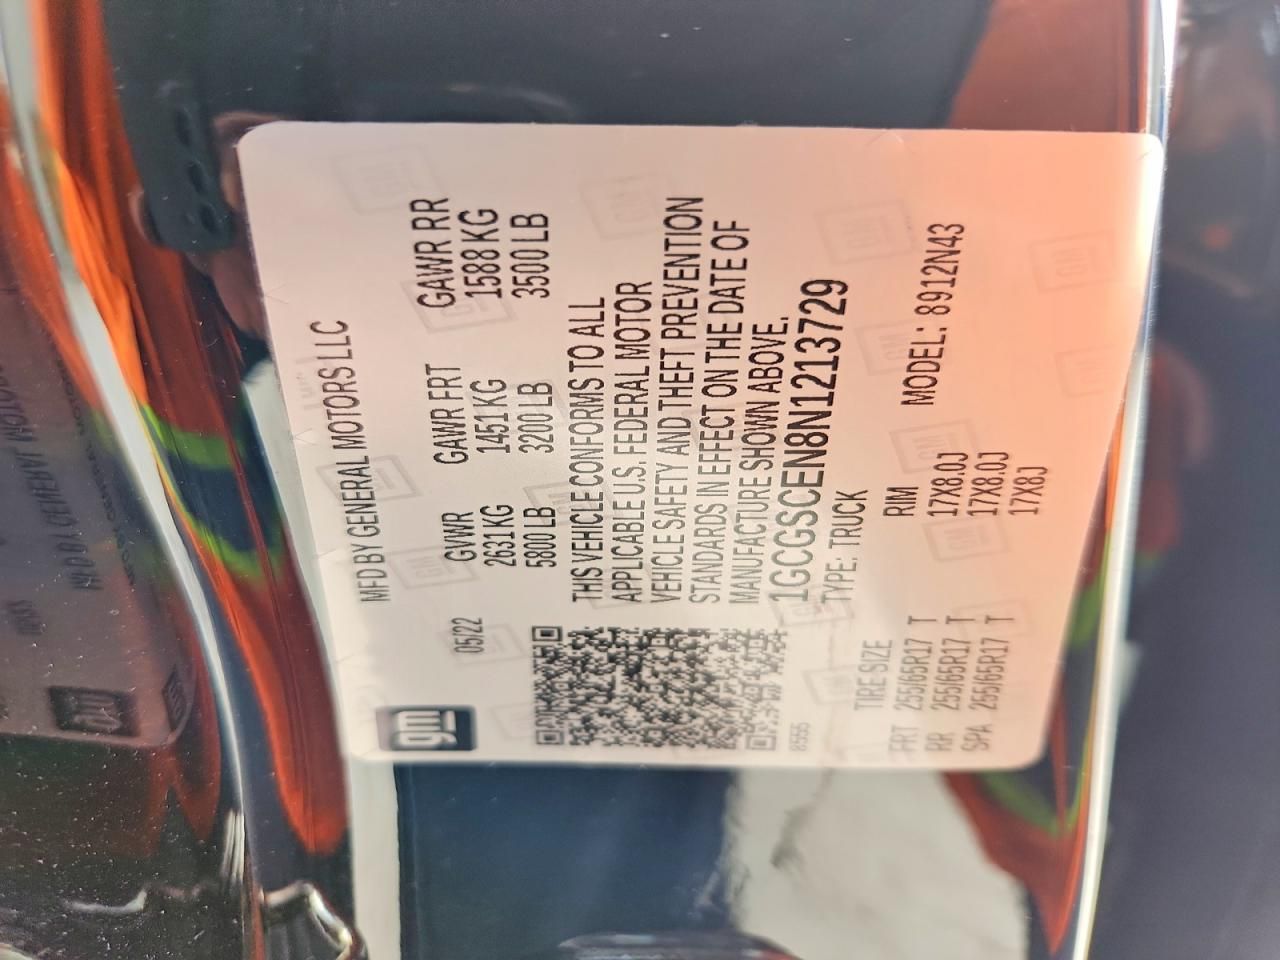 gm
MFD BY GENERAL MOTORS LLC
05/22
GVWR GAWR FRT GAWR RR
2631 KG 1451 KG 1588 KG
5800 LB 3200 LB 3500 LB
THIS VEHICLE CONFORMS TO ALL
APPLICABLE U.S. FEDERAL MOTOR
VEHICLE SAFETY AND THEFT PREVENTION
STANDARDS IN EFFECT ON THE DATE OF
MANUFACTURE SHOWN ABOVE.
1GCGSCEN8N1213729
8555
TYPE: TRUCK
TIRE SIZE RIM MODEL: 8912N43
FRT 255/65R17 T 17X8.0J
RR 255/65R17 T 17X8.0J
SPA 255/65R17 T 17X8J